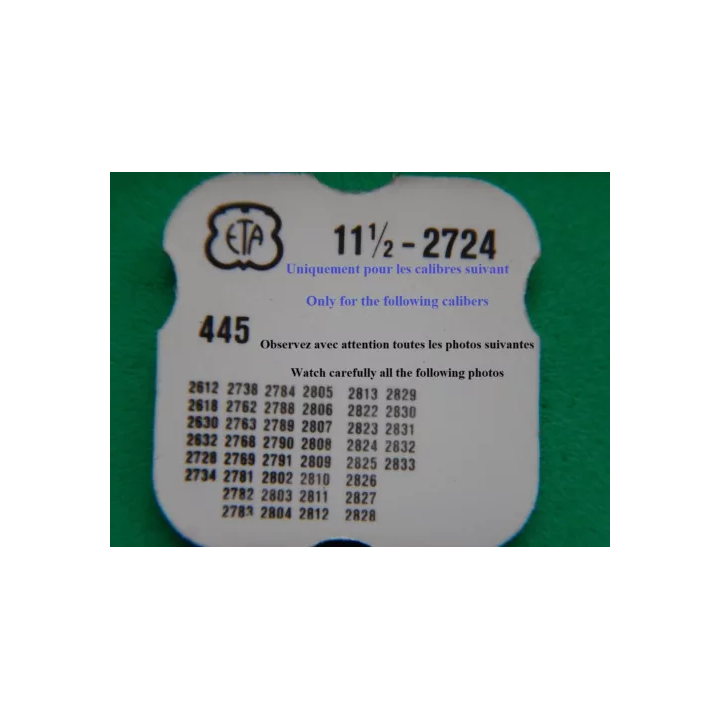 ETA
11 1/2 - 2724
Uniquement pour les calibres suivant
Only for the following calibers
445
Observez avec attention toutes les photos suivantes
Watch carefully all the following photos
2612 2738 2784 2805 2813 2829
2618 2762 2788 2806 2822 2830
2630 2763 2789 2807 2823 2831
2632 2768 2790 2808 2824 2832
2728 2769 2791 2809 2825 2833
2734 2781 2802 2810 2826
2782 2803 2811 2827
2783 2804 2812 2828